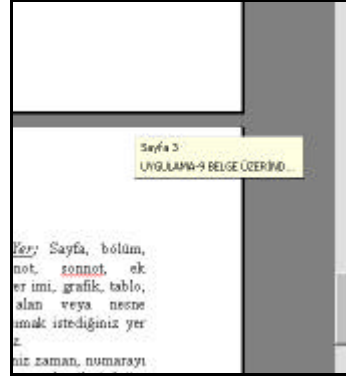 Sayfa 3
UYGULAMA-9 BELGE ÜZERİND...
Yer; Sayfa, bölüm,
not, sonnot, ek
er imi, grafik, tablo,
alan veya nesne
mak istediğiniz yer
z.
niz zaman, numarayı